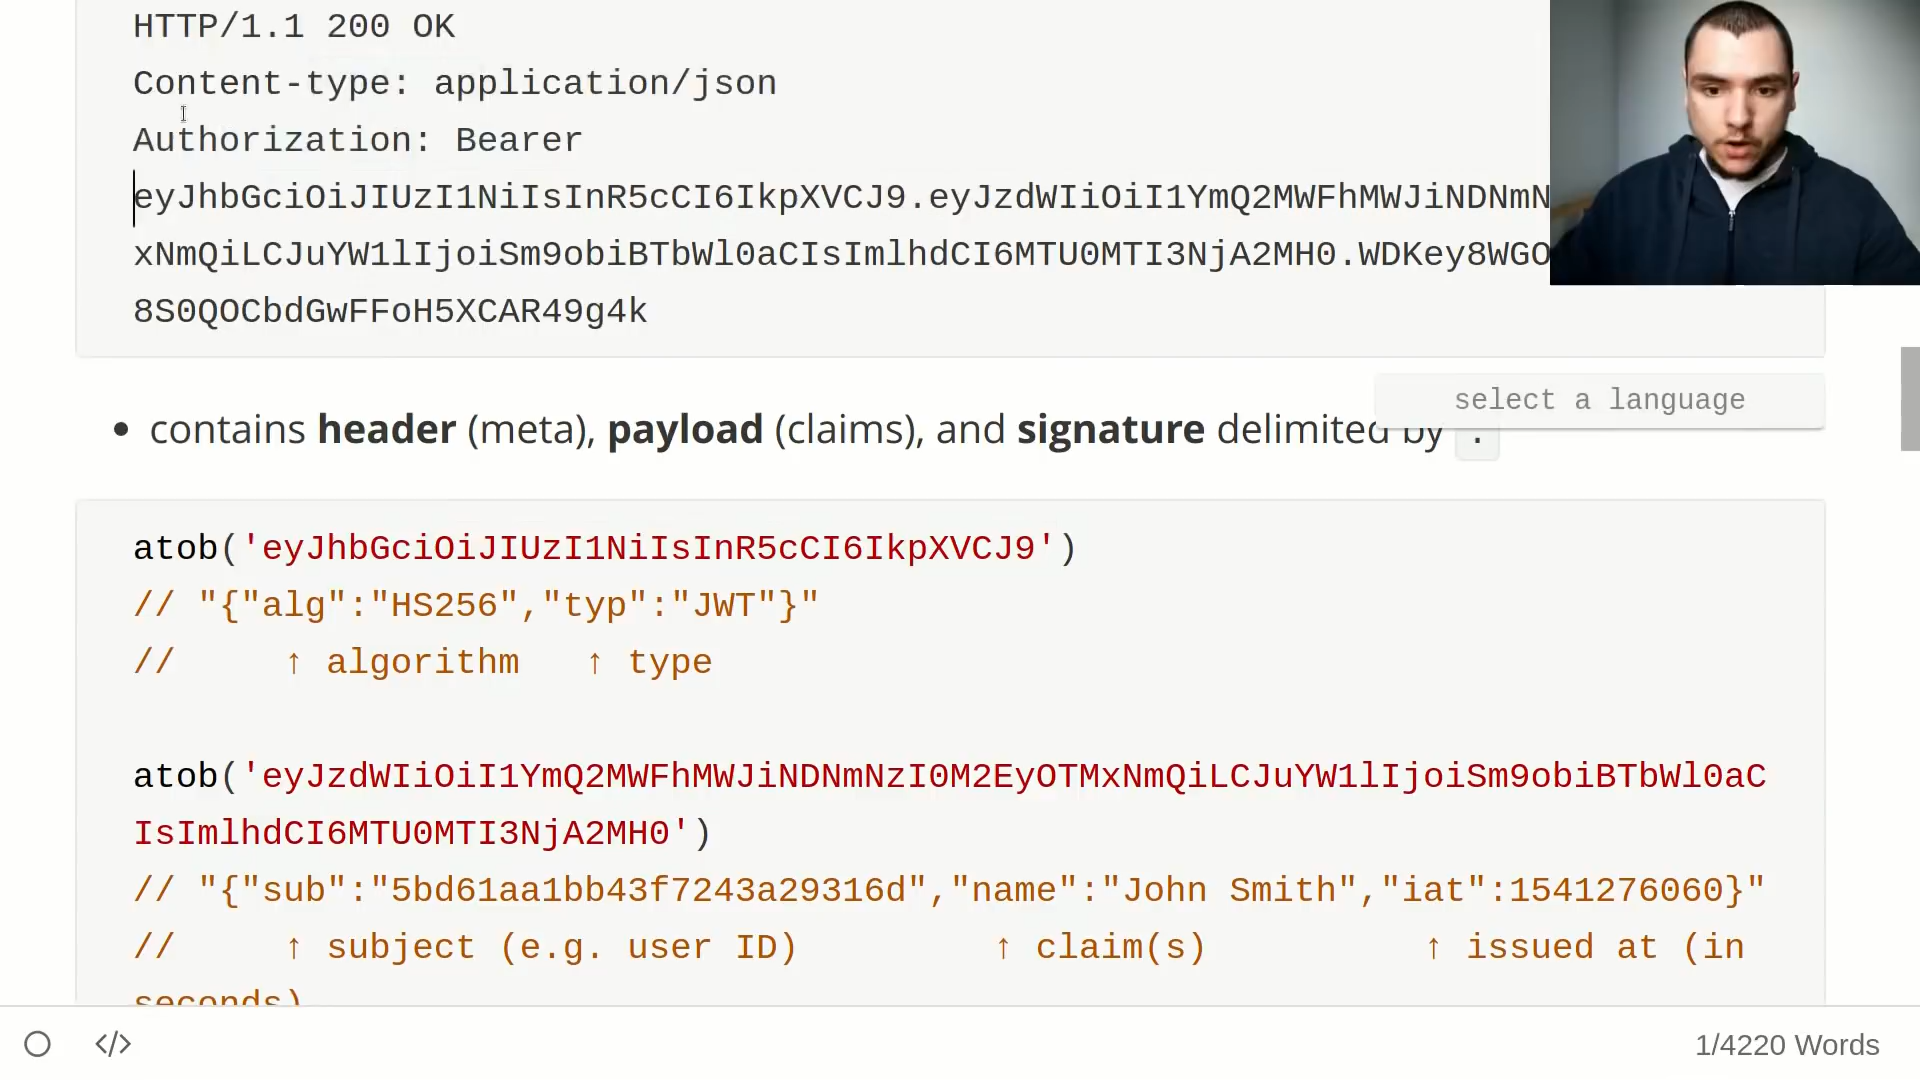 HTTP/1.1 200 OK
Content-type: application/json
Authorization: Bearer
eyJhbGciOiJIUzI1NiIsInR5cCI6IkpXVCJ9.eyJzdWIiOiI1YmQ2MWFhMWJiNDNmN
xNmQiLCJuYW1lIjoiSm9obiBTbWl0aCIsImlhdCI6MTU0MTI3NjA2MH0.WDKey8WGO
8S0QOCbdGwFFoH5XCAR49g4k
select a language
• contains header (meta), payload (claims), and signature delimited by .
atob('eyJhbGciOiJIUzI1NiIsInR5cCI6IkpXVCJ9')
// "{"alg":"HS256","typ":"JWT"}"
// ↑ algorithm ↑ type
atob('eyJzdWIiOiI1YmQ2MWFhMWJiNDNmNzI0M2EyOTMxNmQiLCJuYW1lIjoiSm9obiBTbWl0aC
IsImlhdCI6MTU0MTI3NjA2MH0')
// "{"sub":"5bd61aa1bb43f7243a29316d","name":"John Smith","iat":1541276060}"
// ↑ subject (e.g. user ID) ↑ claim(s) ↑ issued at (in
seconds)
1/4220 Words